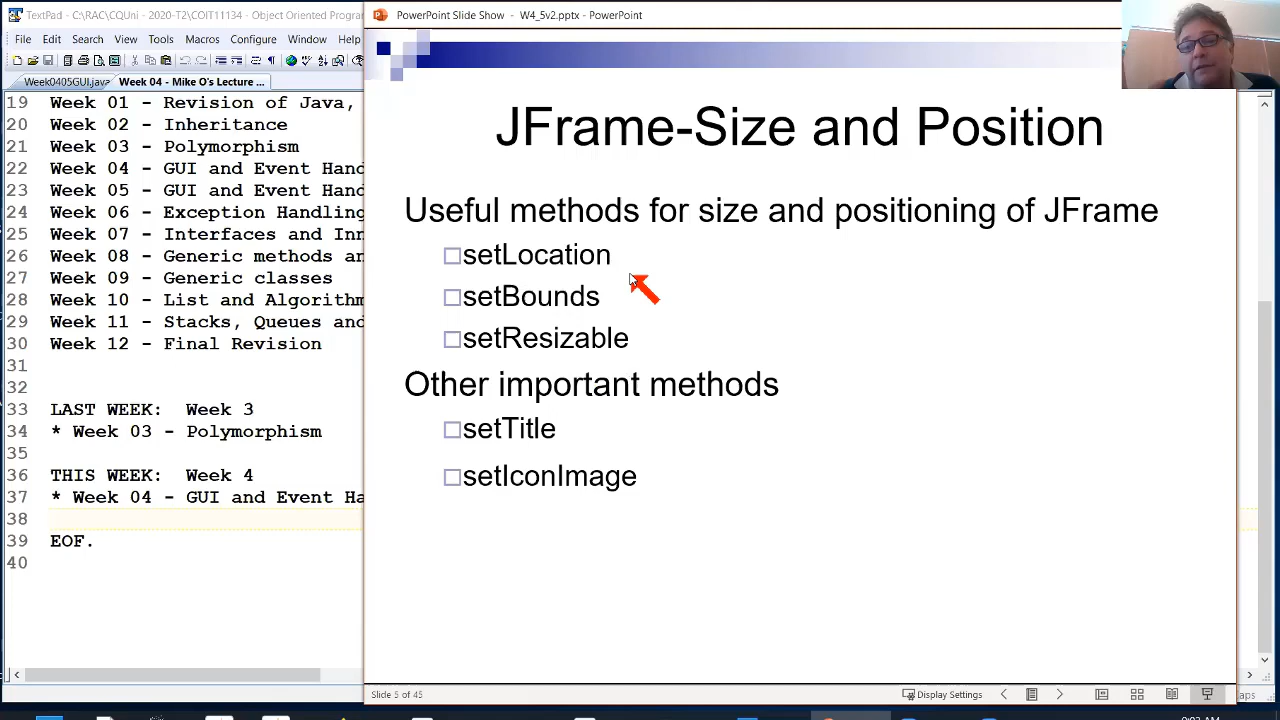 TextPad - C:\RAC\CQUni - 2020-T2\COIT11134 - Object Oriented Progra
File Edit Search View Tools Macros Configure Window Help
Week0405GUI.java Week 04 - Mike O's Lecture ...
19 Week 01 - Revision of Java,
20 Week 02 - Inheritance
21 Week 03 - Polymorphism
22 Week 04 - GUI and Event Hand
23 Week 05 - GUI and Event Hand
24 Week 06 - Exception Handling
25 Week 07 - Interfaces and Inn
26 Week 08 - Generic methods an
27 Week 09 - Generic classes
28 Week 10 - List and Algorithm
29 Week 11 - Stacks, Queues and
30 Week 12 - Final Revision
31
32
33 LAST WEEK: Week 3
34 * Week 03 - Polymorphism
35
36 THIS WEEK: Week 4
37 * Week 04 - GUI and Event Ha
38
39 EOF.
40
PowerPoint Slide Show - W4_5v2.pptx - PowerPoint
JFrame-Size and Position
Useful methods for size and positioning of JFrame
setLocation
setBounds
setResizable
Other important methods
setTitle
setIconImage
Slide 5 of 45
Display Settings